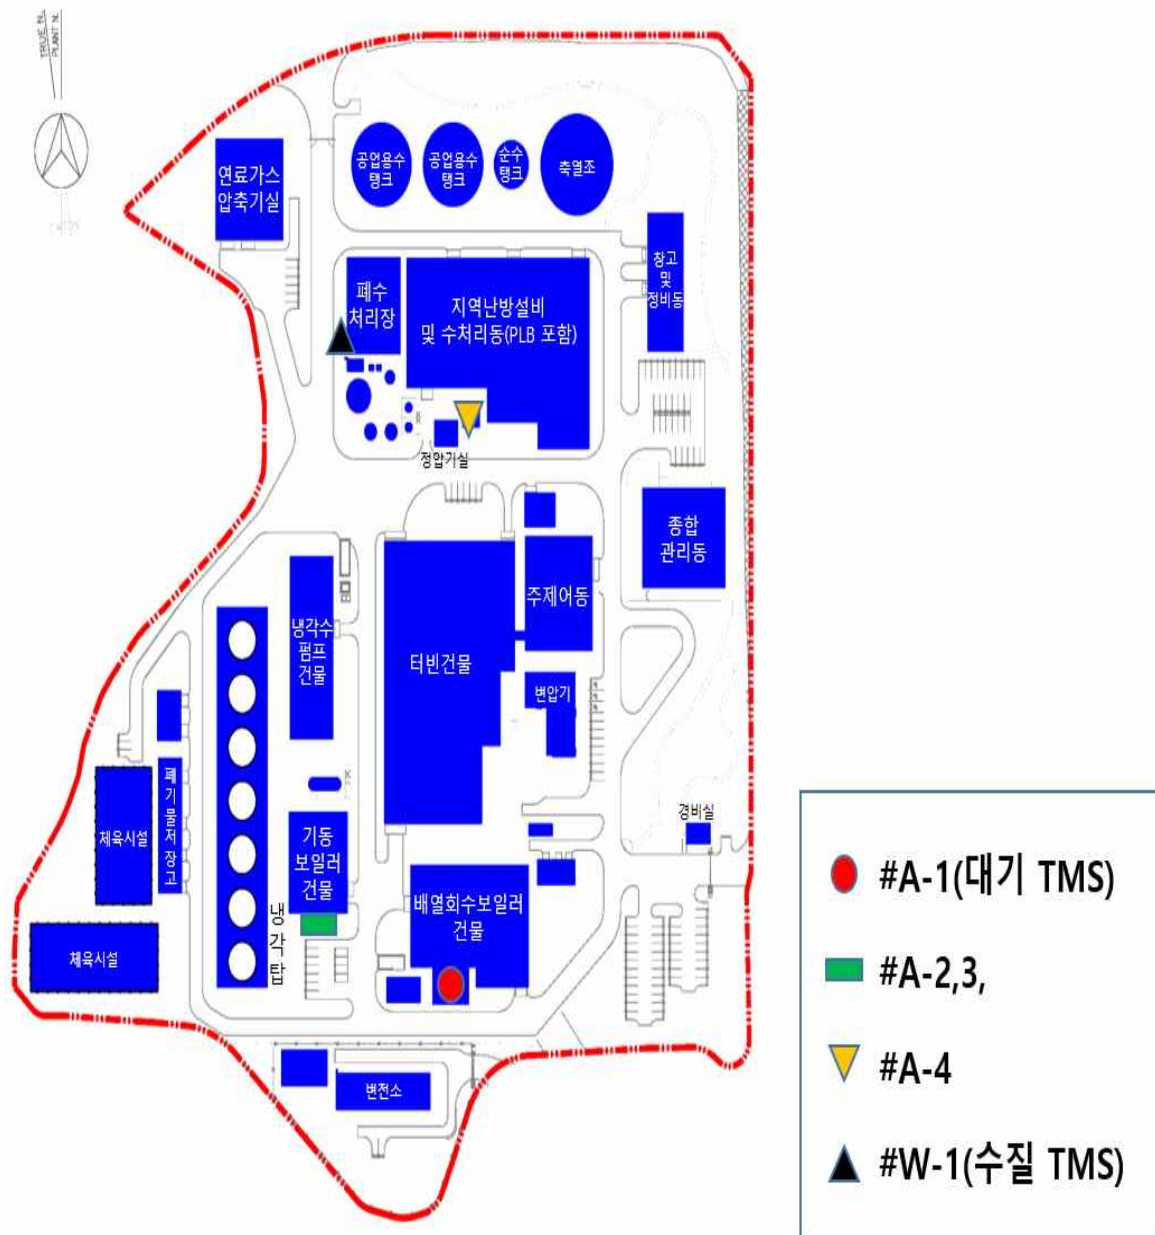 TRUE N.
PLANT N.
연료가스
압축기실
공업용수
탱크
공업용수
탱크
순수
탱크
축열조
창고
및
정비동
폐수
처리장
지역난방설비
및 수처리동(PLB 포함)
정압기실
종합
관리동
주제어동
냉각수
펌프
건물
터빈건물
변압기
폐기물저장고
체육시설
체육시설
기동
보일러
건물
냉각탑
배열회수보일러
건물
경비실
변전소
#A-1(대기 TMS)
#A-2,3,
#A-4
#W-1(수질 TMS)